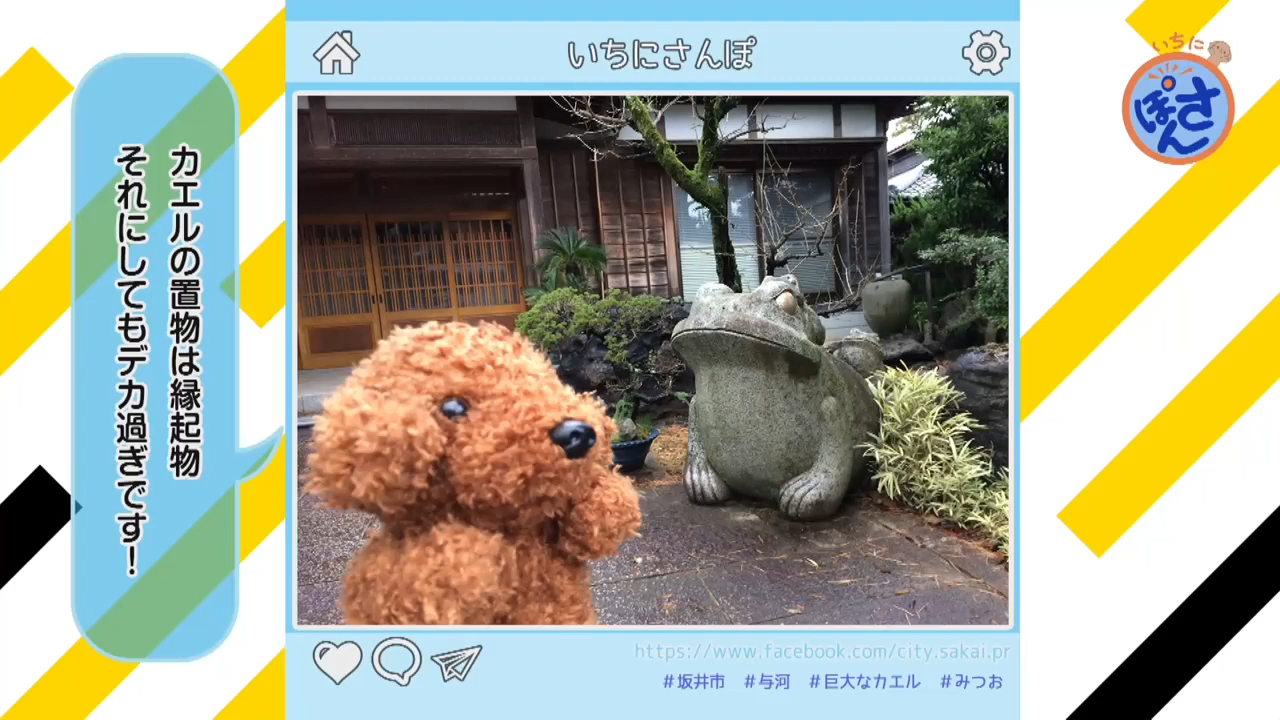 いちにさんぽ
いちに
さんぽ
カエルの置物は縁起物
それにしてもデカ過ぎです！
https://www.facebook.com/city.sakai.pr
#坂井市 #与河 #巨大なカエル #みつお